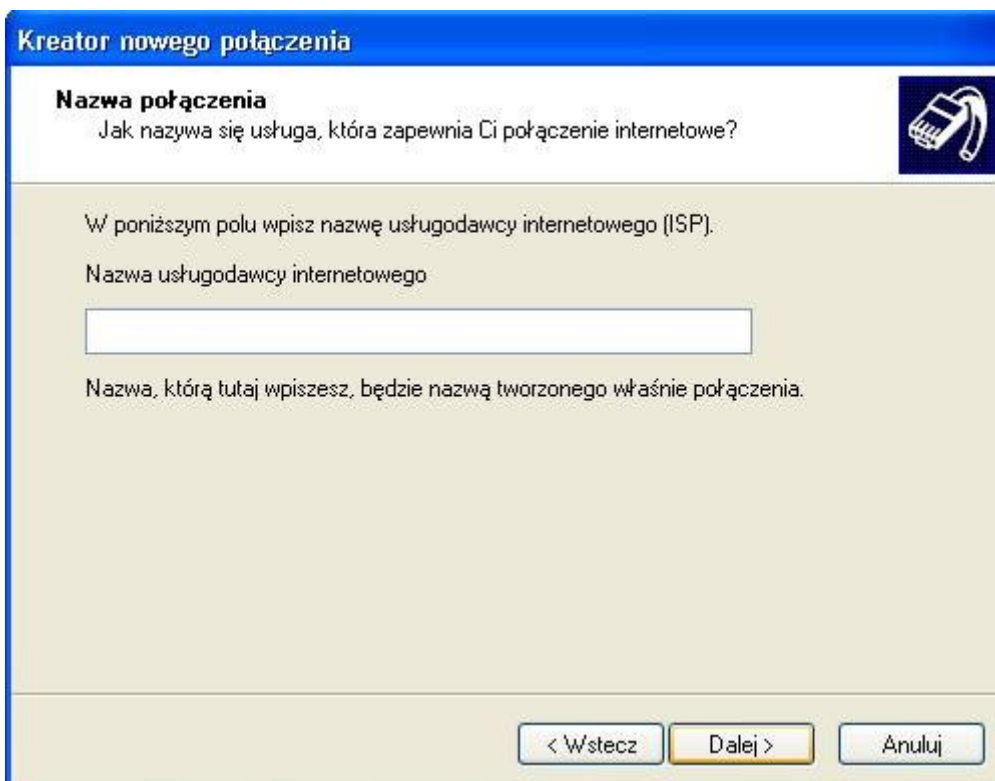 Kreator nowego połączenia
Nazwa połączenia
Jak nazywa się usługa, która zapewnia Ci połączenie internetowe?
W poniższym polu wpisz nazwę usługodawcy internetowego (ISP).
Nazwa usługodawcy internetowego
Nazwa, którą tutaj wpiszesz, będzie nazwą tworzonego właśnie połączenia.
< Wstecz Dalej > Anuluj